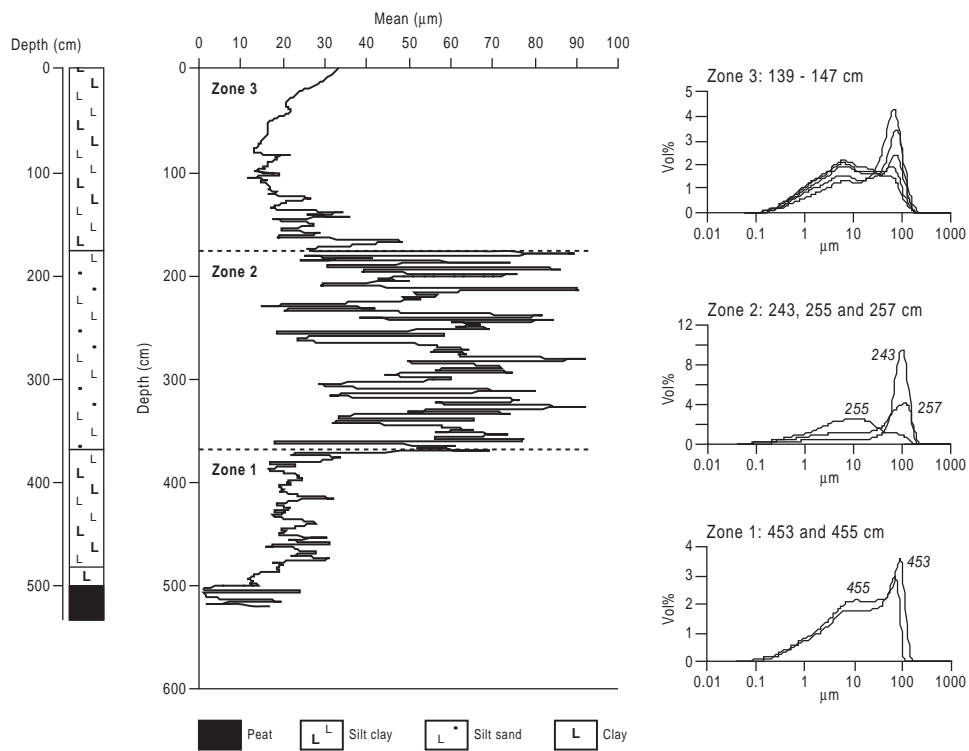 Mean (µm)
Depth (cm)
0 10 20 30 40 50 60 70 80 90 100
0
100
200
300
400
500
Depth (cm)
0
100
200
300
400
500
600
Zone 3
Zone 2
Zone 1
Zone 3: 139 - 147 cm
Vol%
5
4
3
2
1
0
0.01 0.1 1 10 100 1000
µm
Zone 2: 243, 255 and 257 cm
Vol%
12
8
4
0
243
255
257
0.01 0.1 1 10 100 1000
µm
Zone 1: 453 and 455 cm
Vol%
4
3
2
1
0
453
455
0.01 0.1 1 10 100 1000
µm
Peat L L L Silt clay L Silt sand L Clay